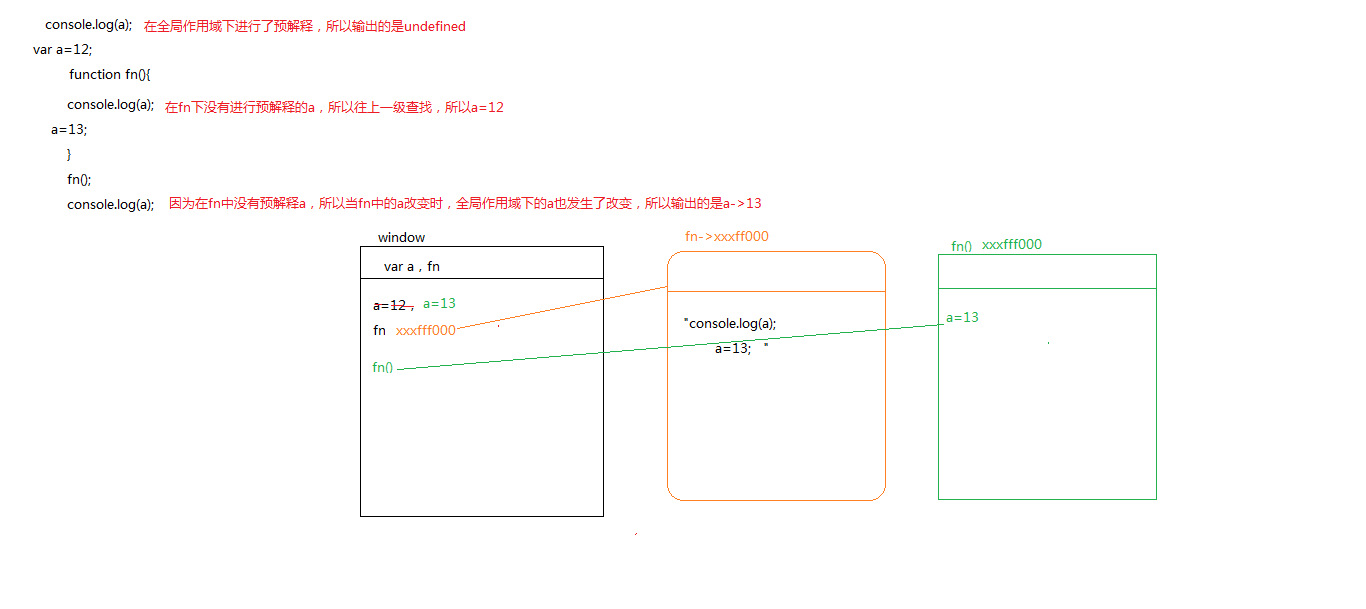 console.log(a); 在全局作用域下进行了预解释，所以输出的是undefined
var a=12;
function fn(){
console.log(a); 在fn下没有进行预解释的a，所以往上一级查找，所以a=12
a=13;
}
fn();
console.log(a); 因为在fn中没有预解释a，所以当fn中的a改变时，全局作用域下的a也发生了改变，所以输出的是a->13
window
var a，fn
a=12， a=13
fn xxxfff000
fn()
fn->xxxff000
"console.log(a);
a=13; "
fn() xxxfff000
a=13